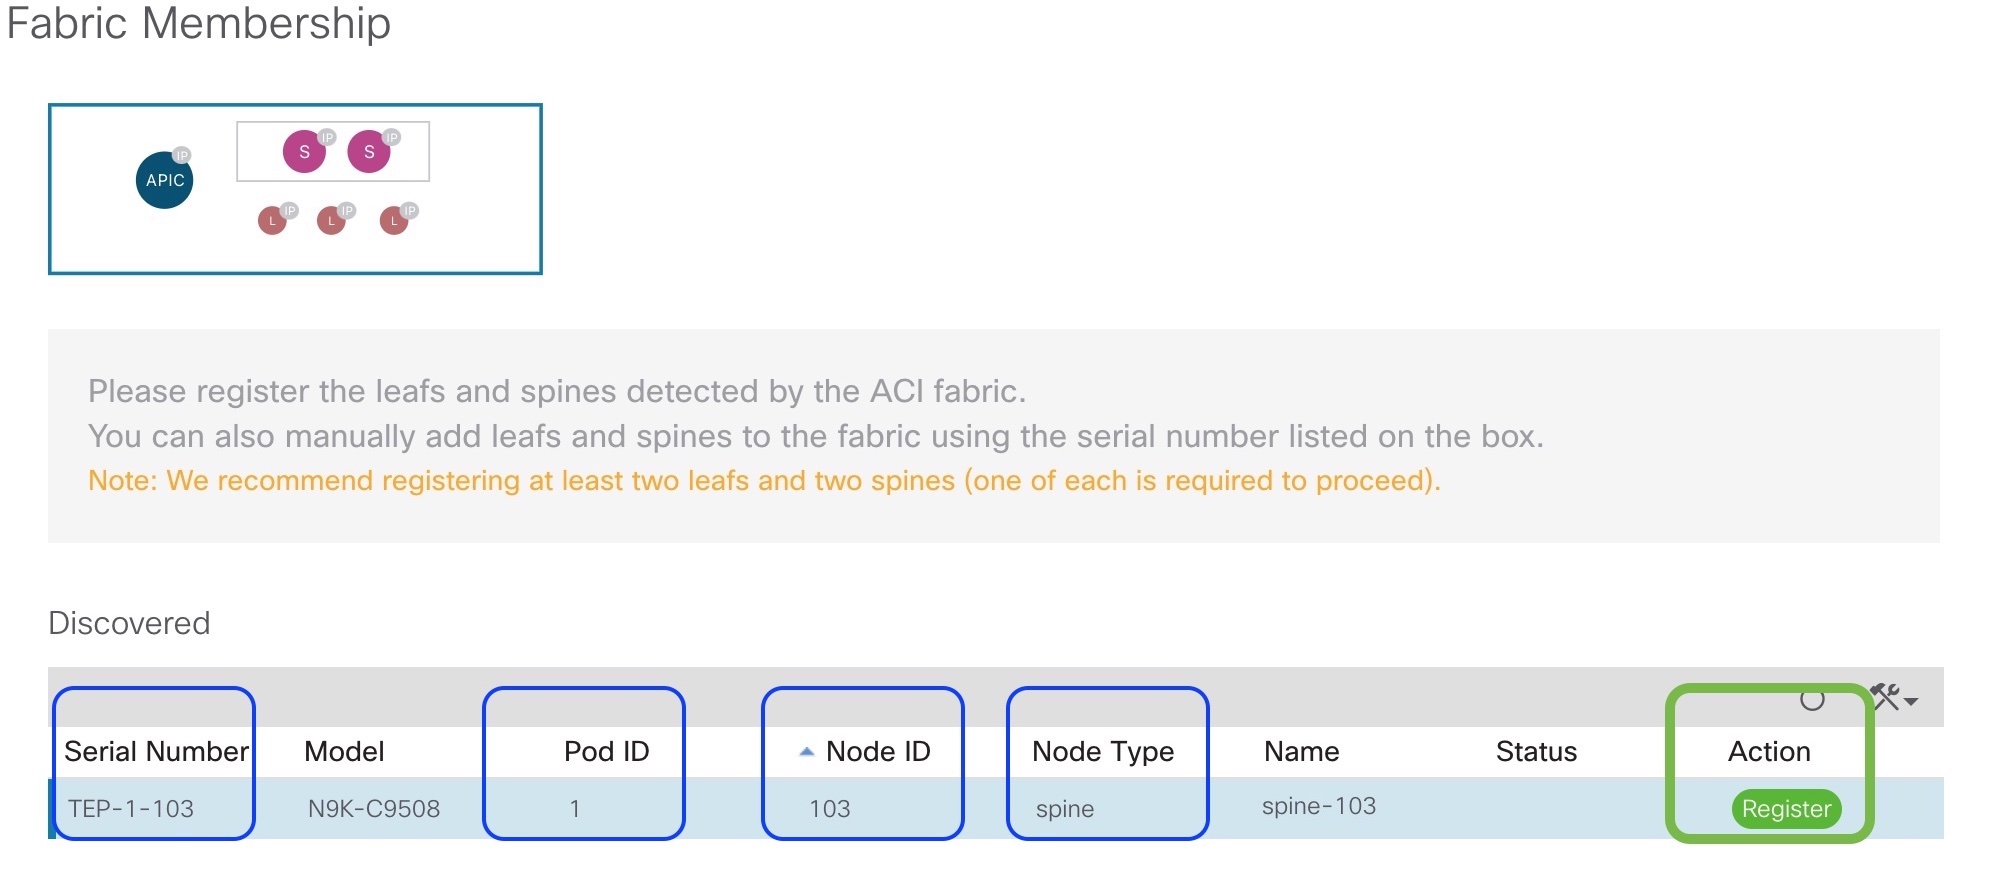 Fabric Membership
IP IP
S S
IP
APIC
IP IP IP
L L L
Please register the leafs and spines detected by the ACI fabric.
You can also manually add leafs and spines to the fabric using the serial number listed on the box.
Note: We recommend registering at least two leafs and two spines (one of each is required to proceed).
Discovered
Serial Number Model Pod ID Node ID Node Type Name Status Action
TEP-1-103 N9K-C9508 1 103 spine spine-103 Register